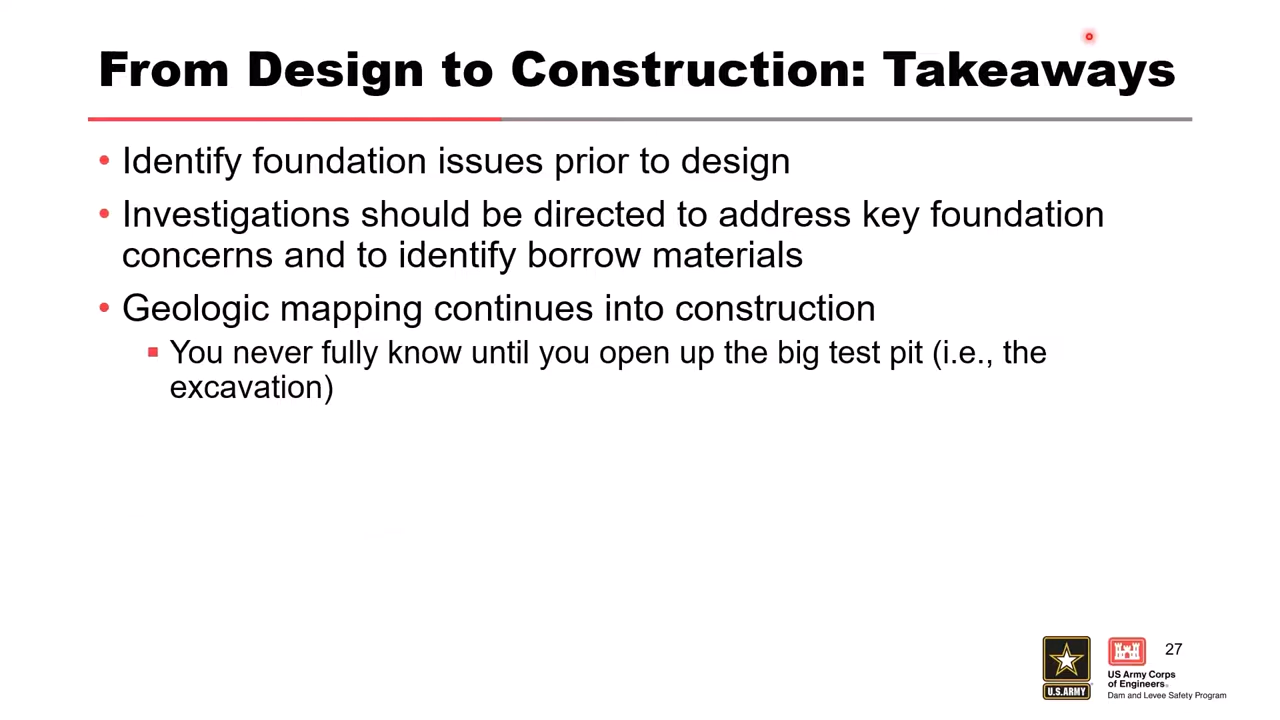 From Design to Construction: Takeaways
• Identify foundation issues prior to design
• Investigations should be directed to address key foundation
concerns and to identify borrow materials
• Geologic mapping continues into construction
▪ You never fully know until you open up the big test pit (i.e., the
excavation)
27
U.S.ARMY
US Army Corps
of Engineers®
Dam and Levee Safety Program